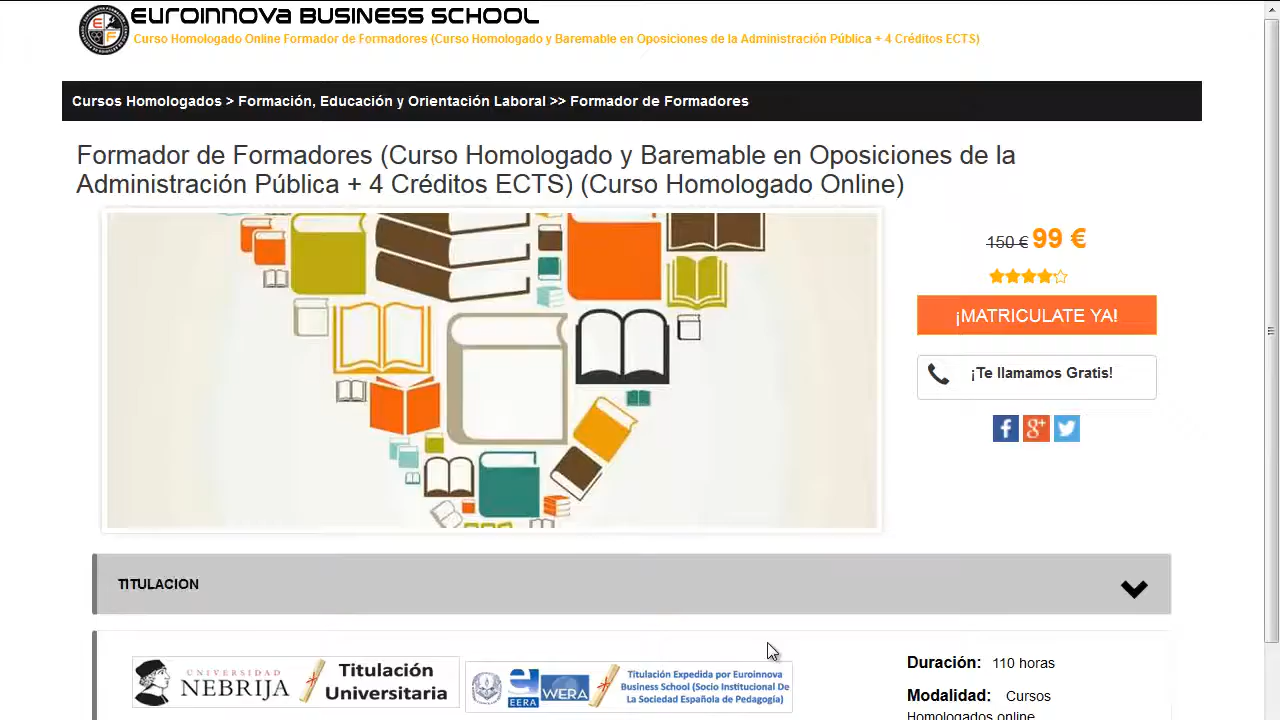 EUROINNOVA BUSINESS SCHOOL
Curso Homologado Online Formador de Formadores (Curso Homologado y Baremable en Oposiciones de la Administración Pública + 4 Créditos ECTS)
Cursos Homologados > Formación, Educación y Orientación Laboral >> Formador de Formadores
Formador de Formadores (Curso Homologado y Baremable en Oposiciones de la
Administración Pública + 4 Créditos ECTS) (Curso Homologado Online)
150 € 99 €
¡MATRICULATE YA!
¡Te llamamos Gratis!
TITULACION
UNIVERSIDAD
NEBRIJA
Titulación
Universitaria
EERA
WERA
Titulación Expedida por Euroinnova
Business School (Socio Institucional De
La Sociedad Española de Pedagogía)
Duración: 110 horas
Modalidad: Cursos
Homologados online